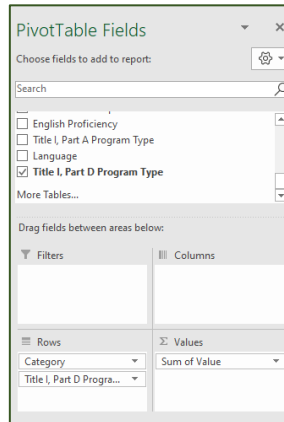 PivotTable Fields
Choose fields to add to report:
Search
English Proficiency
Title I, Part A Program Type
Language
Title I, Part D Program Type
More Tables...
Drag fields between areas below:
Filters
Columns
Rows
Σ Values
Category
Sum of Value
Title I, Part D Progra...